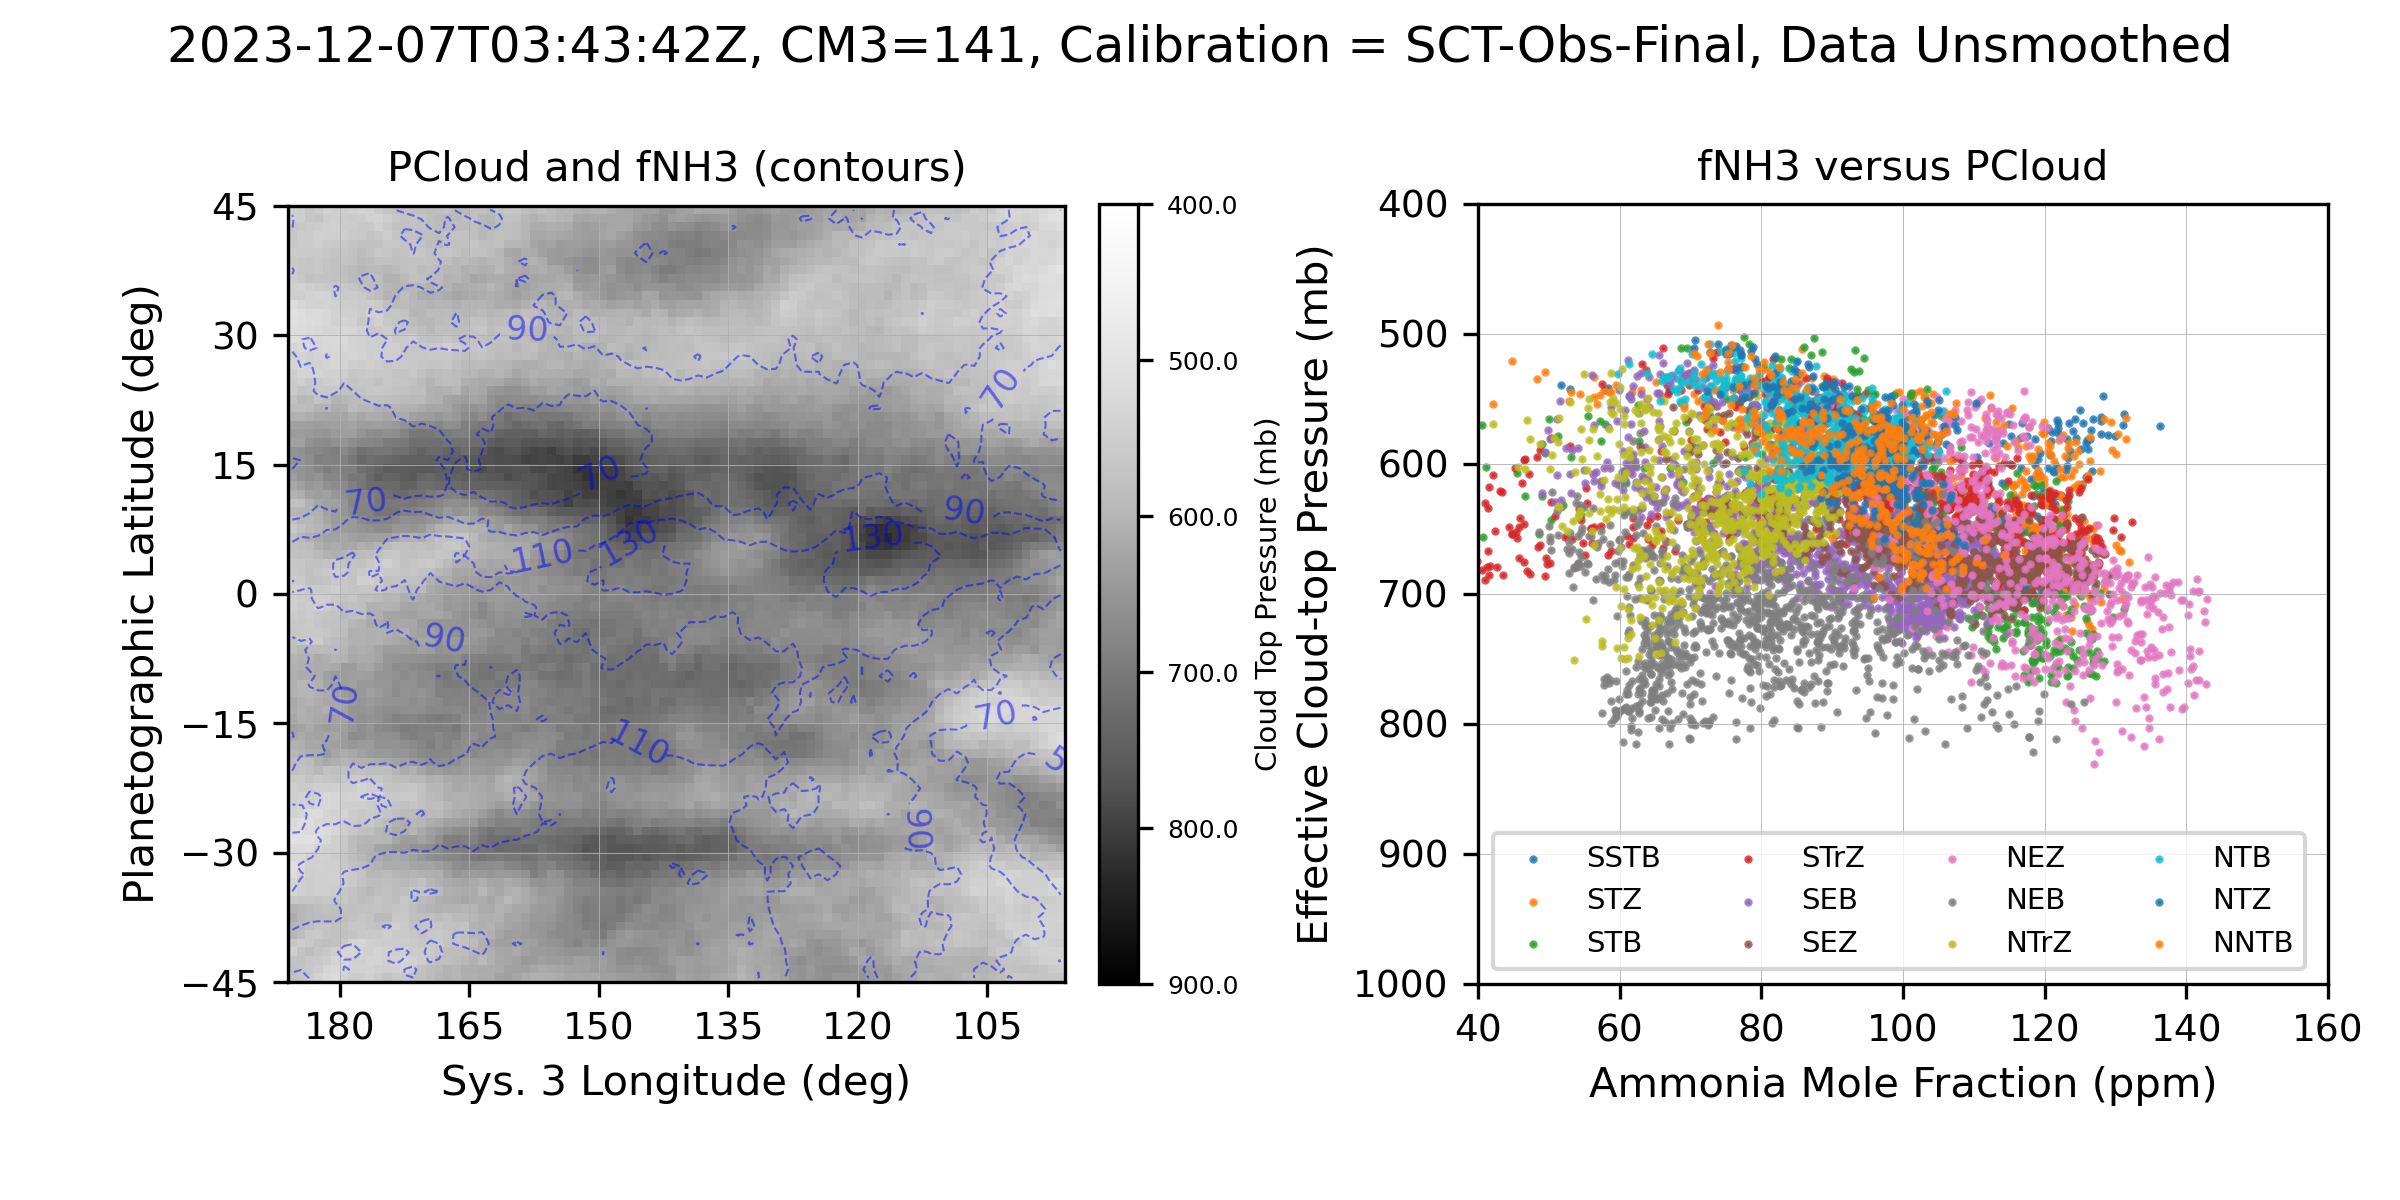 2023-12-07T03:43:42Z, CM3=141, Calibration = SCT-Obs-Final, Data Unsmoothed
PCloud and fNH3 (contours)
45
30
15
0
−15
−30
−45
Planetographic Latitude (deg)
180
165
150
135
120
105
Sys. 3 Longitude (deg)
90
70
70
70
90
110
130
130
90
70
110
70
5
90
400.0
500.0
600.0
700.0
800.0
900.0
Cloud Top Pressure (mb)
fNH3 versus PCloud
400
500
600
700
800
900
1000
Effective Cloud-top Pressure (mb)
SSTB
STZ
STB
STrZ
SEB
SEZ
NEZ
NEB
NTrZ
NTB
NTZ
NNTB
40
60
80
100
120
140
160
Ammonia Mole Fraction (ppm)